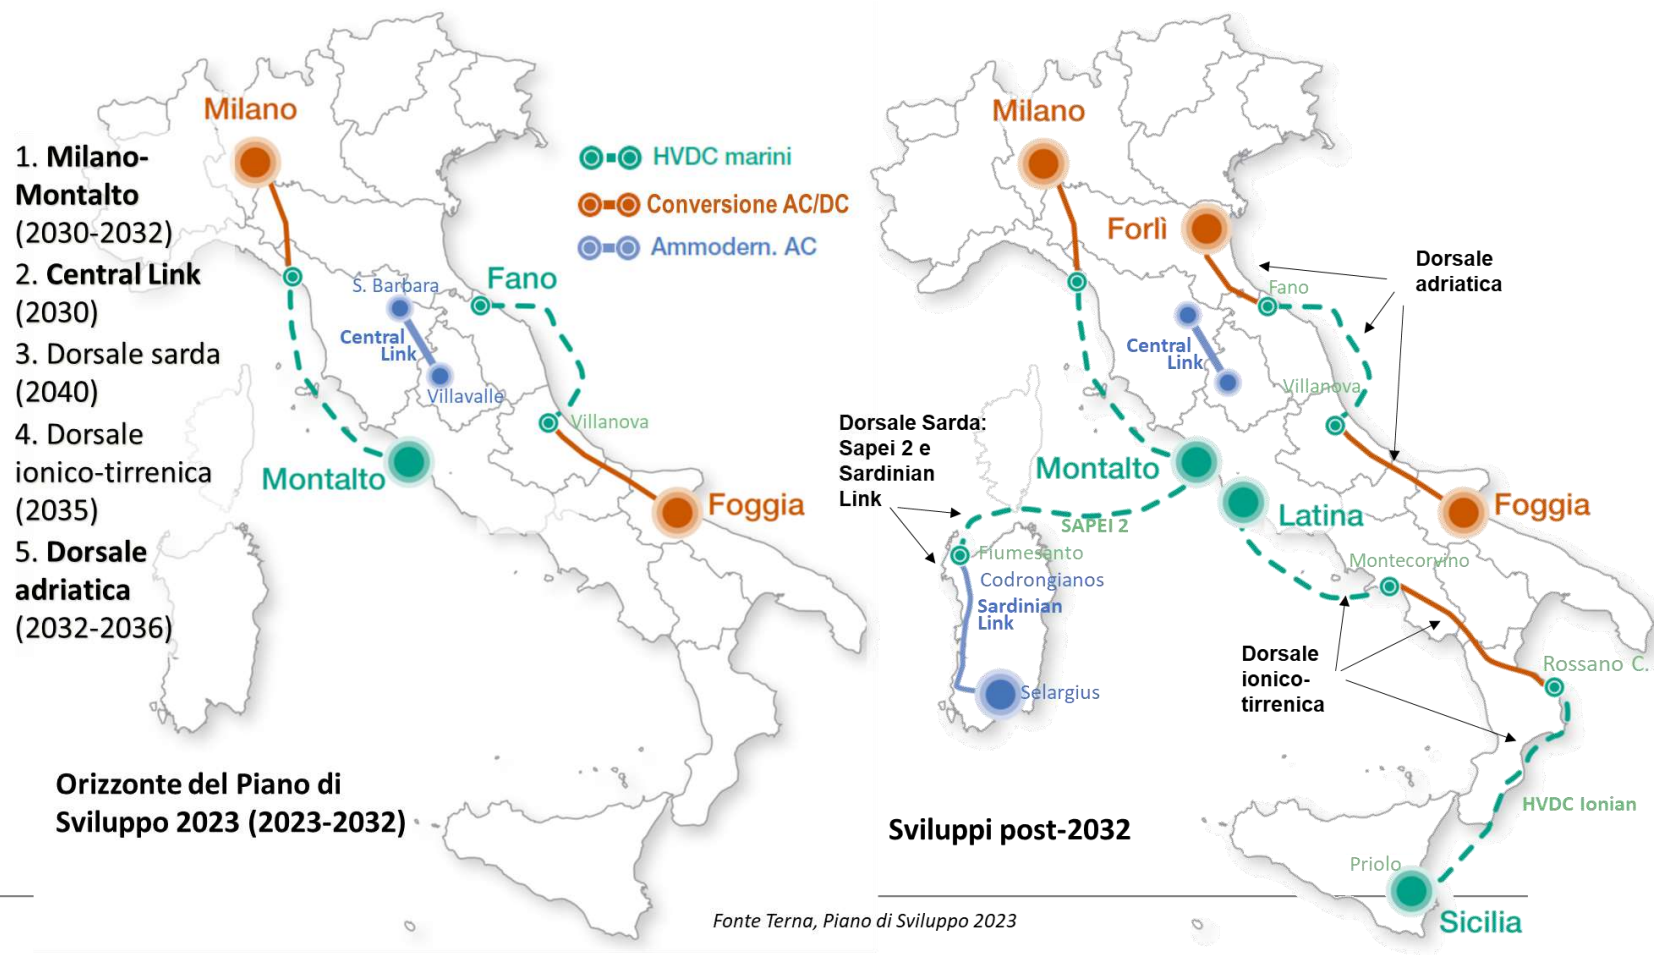 Milano
1. Milano-
Montalto
(2030-2032)
2. Central Link
(2030)
3. Dorsale sarda
(2040)
4. Dorsale
ionico-tirrenica
(2035)
5. Dorsale
adriatica
(2032-2036)
HVDC marini
Conversione AC/DC
Ammodern. AC
S. Barbara
Fano
Central
Link
Villavalle
Villanova
Montalto
Foggia
Orizzonte del Piano di
Sviluppo 2023 (2023-2032)
Milano
Forlì
Dorsale
adriatica
Fano
Central
Link
Villanova
Dorsale Sarda:
Sapei 2 e
Sardinian
Link
Montalto
Foggia
Latina
SAPEI 2
Fiumesanto
Montecorvino
Codrongianos
Sardinian
Link
Dorsale
ionico-
tirrenica
Rossano C.
Selargius
HVDC Ionian
Sviluppi post-2032
Priolo
Sicilia
Fonte Terna, Piano di Sviluppo 2023